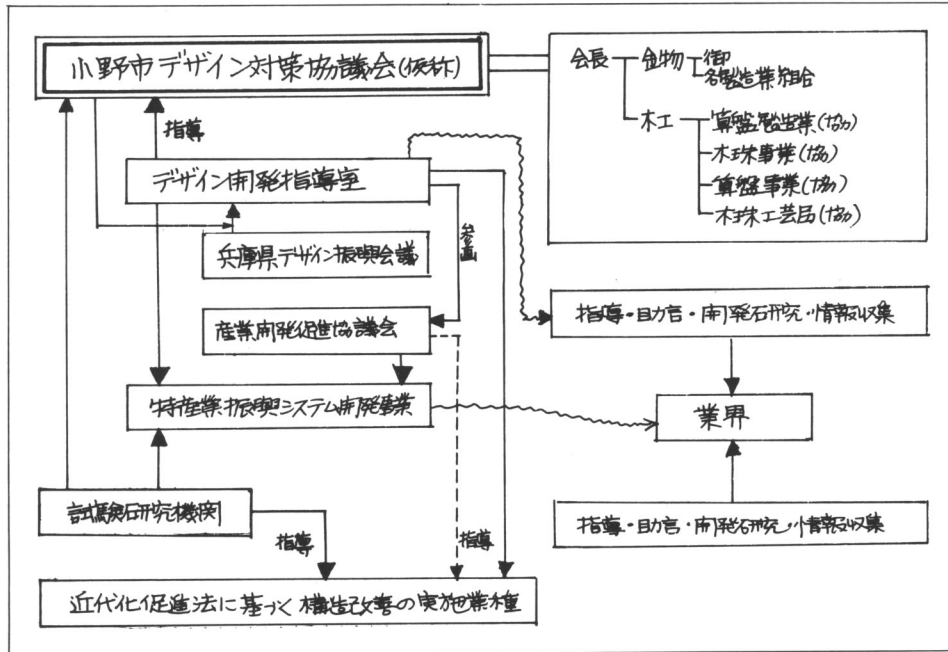 小野市デザイン対策協議会(仮称)
会長
金物
御
各製造業組合
木工
算盤製造業(協)
木珠事業(協)
算盤事業(協)
木珠工芸局(協)
指導
デザイン開発指導室
兵庫県デザイン振興会議
参画
産業開発促進協議会
指導・助言・開発研究・情報収集
特産業振興システム開発事業
業界
試験研究機関
指導
指導
指導・助言・開発研究・情報収集
近代化促進法に基づく構造改善の実施業種